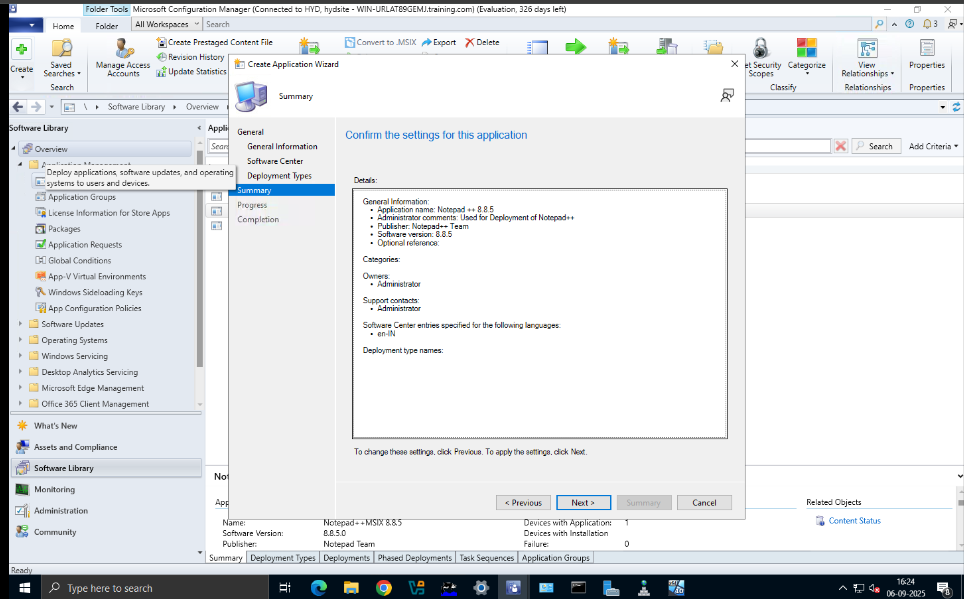 Folder Tools
Microsoft Configuration Manager (Connected to HYD, hydsite - WIN-URLAT89GEMJ.training.com) (Evaluation, 326 days left)
Home
Folder
All Workspaces
Search
3
Create
Saved
Searches
Search
Manage Access
Accounts
Create Prestaged Content File
Revision History
Update Statistics
Convert to .MSIX
Export
Delete
et Security
Scopes
Categorize
Classify
View
Relationships
Relationships
Properties
Properties
Create Application Wizard
Summary
\ Software Library Overview
Software Library
Overview
Application Management
Deploy applications, software updates, and operating
systems to users and devices.
Application Groups
License Information for Store Apps
Packages
Application Requests
Global Conditions
App-V Virtual Environments
Windows Sideloading Keys
App Configuration Policies
Software Updates
Operating Systems
Windows Servicing
Desktop Analytics Servicing
Microsoft Edge Management
Office 365 Client Management
What's New
Assets and Compliance
Software Library
Monitoring
Administration
Community
Appli
Sear
Search
Add Criteria
General
General Information
Software Center
Deployment Types
Summary
Progress
Completion
Confirm the settings for this application
Details:
General Information:
• Application name: Notepad ++ 8.8.5
• Administrator comments: Used for Deployment of Notepad++
• Publisher: Notepad++ Team
• Software version: 8.8.5
• Optional reference:
Categories:
Owners:
• Administrator
Support contacts:
• Administrator
Software Center entries specified for the following languages:
• en-IN
Deployment type names:
To change these settings, click Previous. To apply the settings, click Next.
< Previous
Next >
Summary
Cancel
Not
App
Name: Notepad++MSIX 8.8.5
Software Version: 8.8.5.0
Publisher: Notepad Team
Devices with Application: 1
Devices with Installation
Failure: 0
Related Objects
Content Status
Summary
Deployment Types
Deployments
Phased Deployments
Task Sequences
Application Groups
Ready
Type here to search
16:24
06-09-2025
8